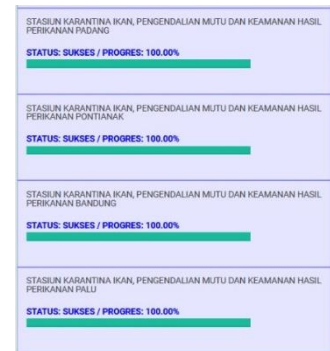 STASIUN KARANTINA IKAN, PENGENDALIAN MUTU DAN KEAMANAN HASIL
PERIKANAN PADANG
STATUS: SUKSES / PROGRES: 100.00%
STASIUN KARANTINA IKAN, PENGENDALIAN MUTU DAN KEAMANAN HASIL
PERIKANAN PONTIANAK
STATUS: SUKSES / PROGRES: 100.00%
STASIUN KARANTINA IKAN, PENGENDALIAN MUTU DAN KEAMANAN HASIL
PERIKANAN BANDUNG
STATUS: SUKSES / PROGRES: 100.00%
STASIUN KARANTINA IKAN, PENGENDALIAN MUTU DAN KEAMANAN HASIL
PERIKANAN PALU
STATUS: SUKSES / PROGRES: 100.00%